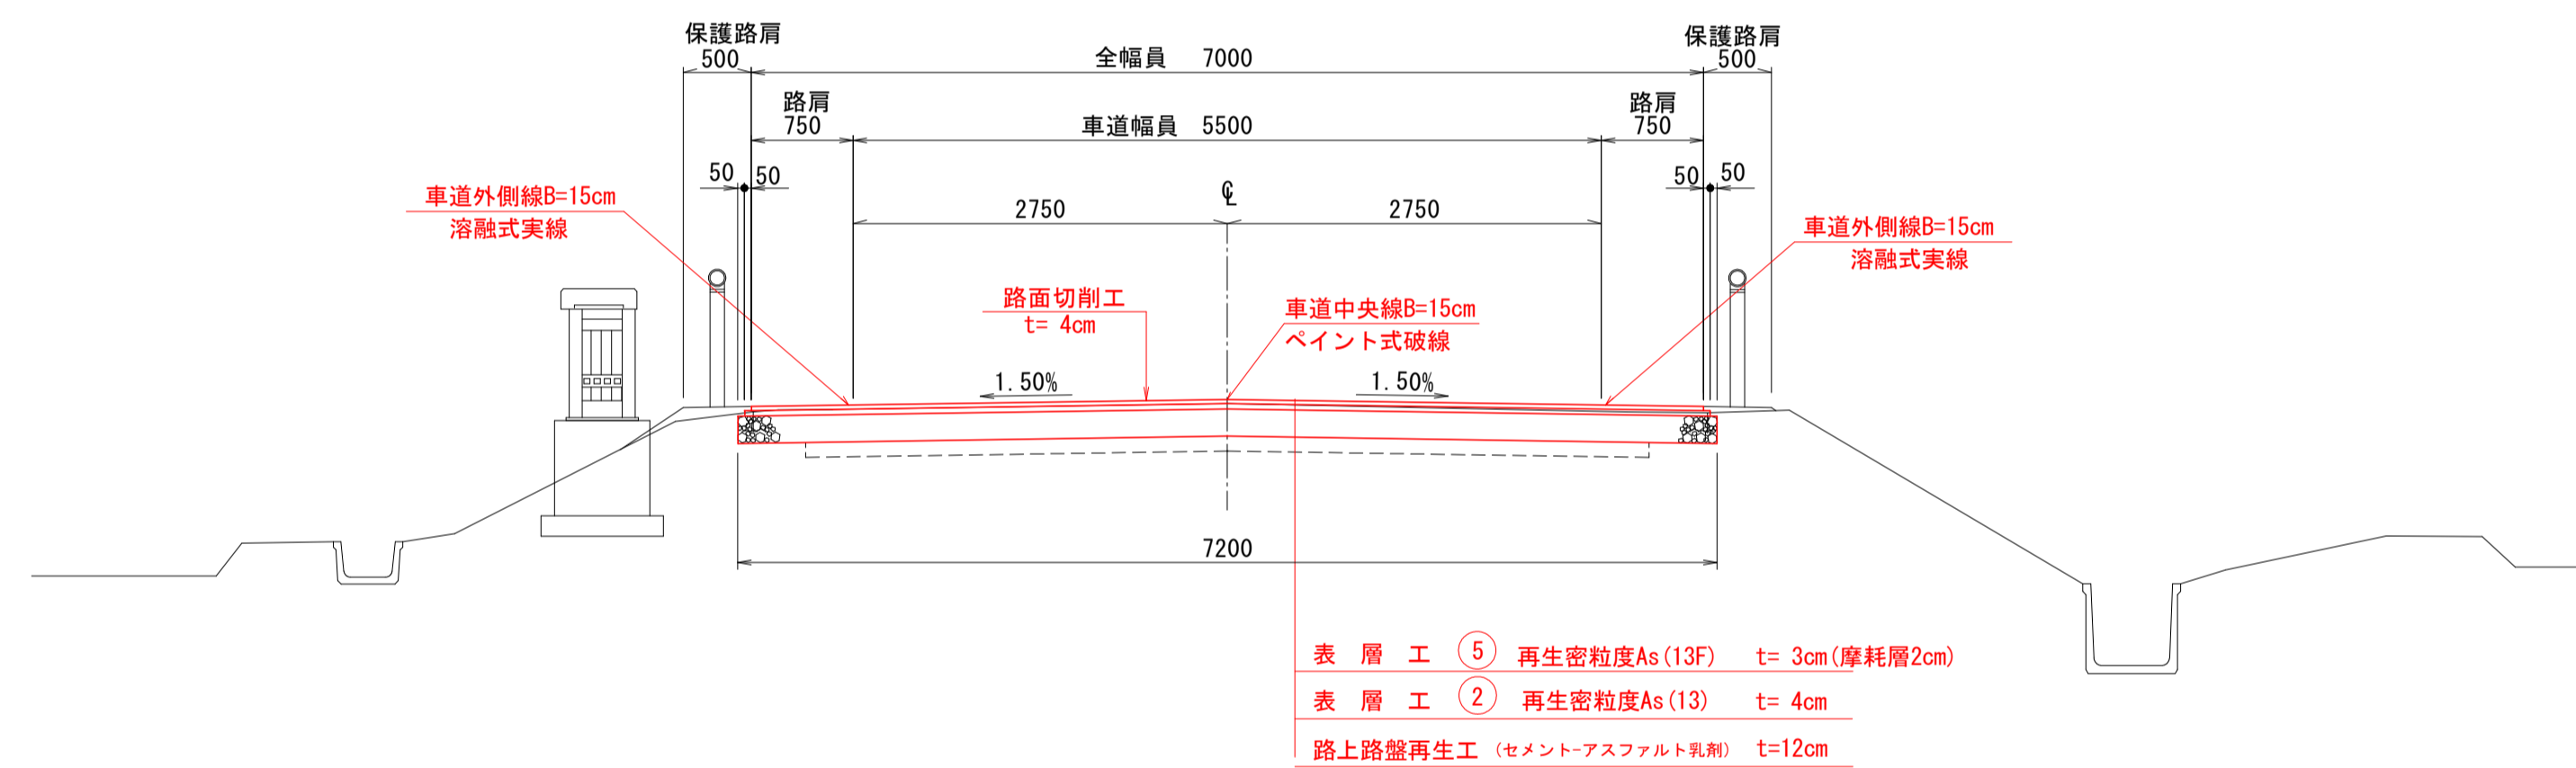 保護路肩
500
全幅員 7000
保護路肩
500
路肩
750
車道幅員 5500
路肩
750
50
50
50
50
車道外側線B=15cm
溶融式実線
℄
2750
2750
車道外側線B=15cm
溶融式実線
路面切削工
t= 4cm
車道中央線B=15cm
ペイント式破線
1.50%
1.50%
7200
表 層 工 ⑤ 再生密粒度As(13F) t= 3cm(摩耗層2cm)
表 層 工 ② 再生密粒度As(13) t= 4cm
路上路盤再生工 (セメント-アスファルト乳剤) t=12cm